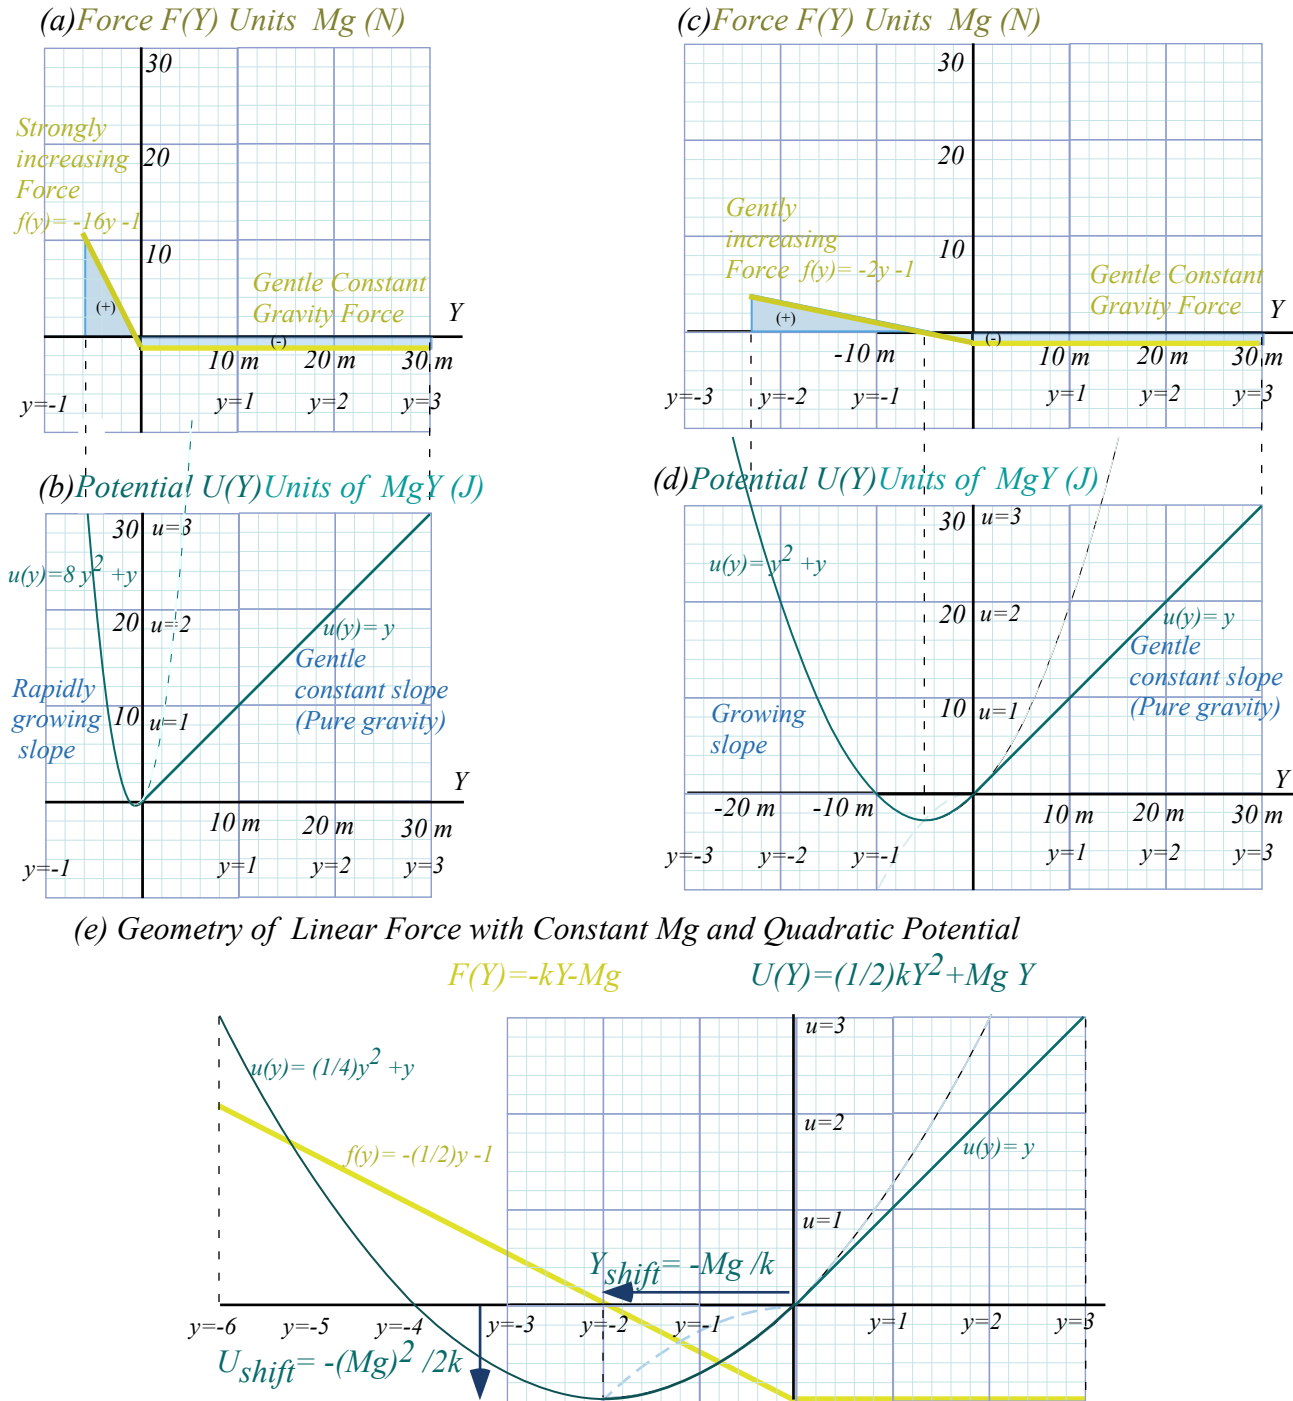 (a)Force F(Y) Units  Mg (N)
30
Strongly
increasing
Force
f(y)= -16y -1
20
10
(+)
Gentle Constant
Gravity Force
Y
(-)
10 m
20 m
30 m
y=-1
y=1
y=2
y=3
(c)Force F(Y) Units  Mg (N)
30
20
10
Gently
increasing
Force  f(y)= -2y -1
(+)
Gentle Constant
Gravity Force
Y
(-)
-10 m
10 m
20 m
30 m
y=-3
y=-2
y=-1
y=1
y=2
y=3
(b)Potential U(Y)Units of  MgY (J)
30 u=3
u(y)=8 y² +y
20 u=2
u(y)= y
Gentle
constant slope
(Pure gravity)
Rapidly
growing
slope
10 u=1
Y
10 m
20 m
30 m
y=-1
y=1
y=2
y=3
(d)Potential U(Y)Units of  MgY (J)
30 u=3
u(y)= y² +y
20 u=2
u(y)= y
Gentle
constant slope
(Pure gravity)
Growing
slope
10 u=1
Y
-20 m
-10 m
10 m
20 m
30 m
y=-3
y=-2
y=-1
y=1
y=2
y=3
(e) Geometry of  Linear Force with Constant Mg and Quadratic Potential
F(Y)=-kY-Mg
U(Y)=(1/2)kY²+Mg Y
u=3
u(y)= (1/4)y² +y
u=2
f(y)= -(1/2)y -1
u(y)= y
u=1
Y_shift= -Mg /k
y=-6
y=-5
y=-4
y=-3
y=-2
y=-1
y=1
y=2
y=3
U_shift= -(Mg)² /2k